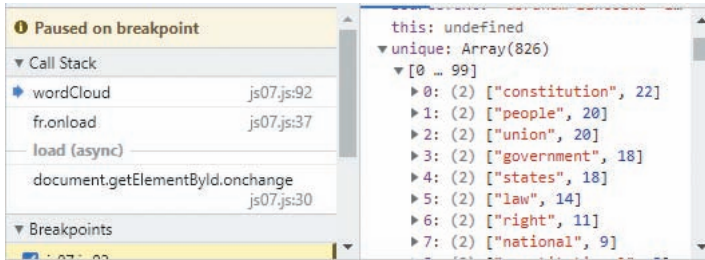 Paused on breakpoint
Call Stack
wordCloud js07.js:92
fr.onload js07.js:37
load (async)
document.getElementById.onchange
js07.js:30
Breakpoints
this: undefined
unique: Array(826)
[0 … 99]
0: (2) ["constitution", 22]
1: (2) ["people", 20]
2: (2) ["union", 20]
3: (2) ["government", 18]
4: (2) ["states", 18]
5: (2) ["law", 14]
6: (2) ["right", 11]
7: (2) ["national", 9]